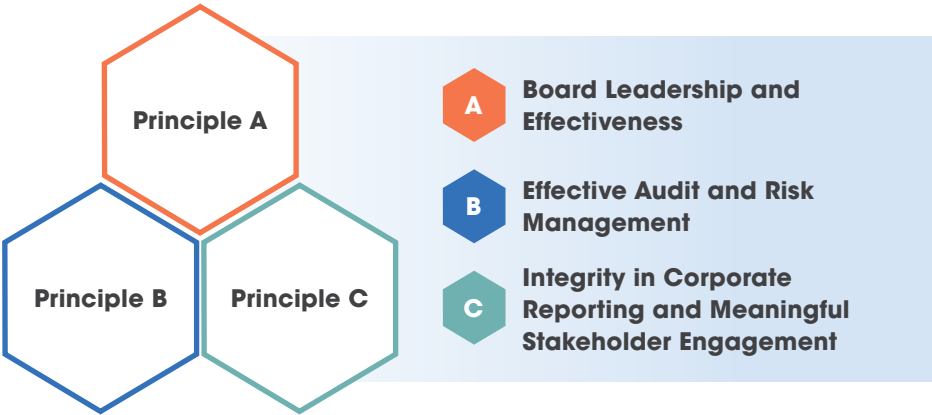 Principle A
Principle B
Principle C
A
Board Leadership and
Effectiveness
B
Effective Audit and Risk
Management
C
Integrity in Corporate
Reporting and Meaningful
Stakeholder Engagement